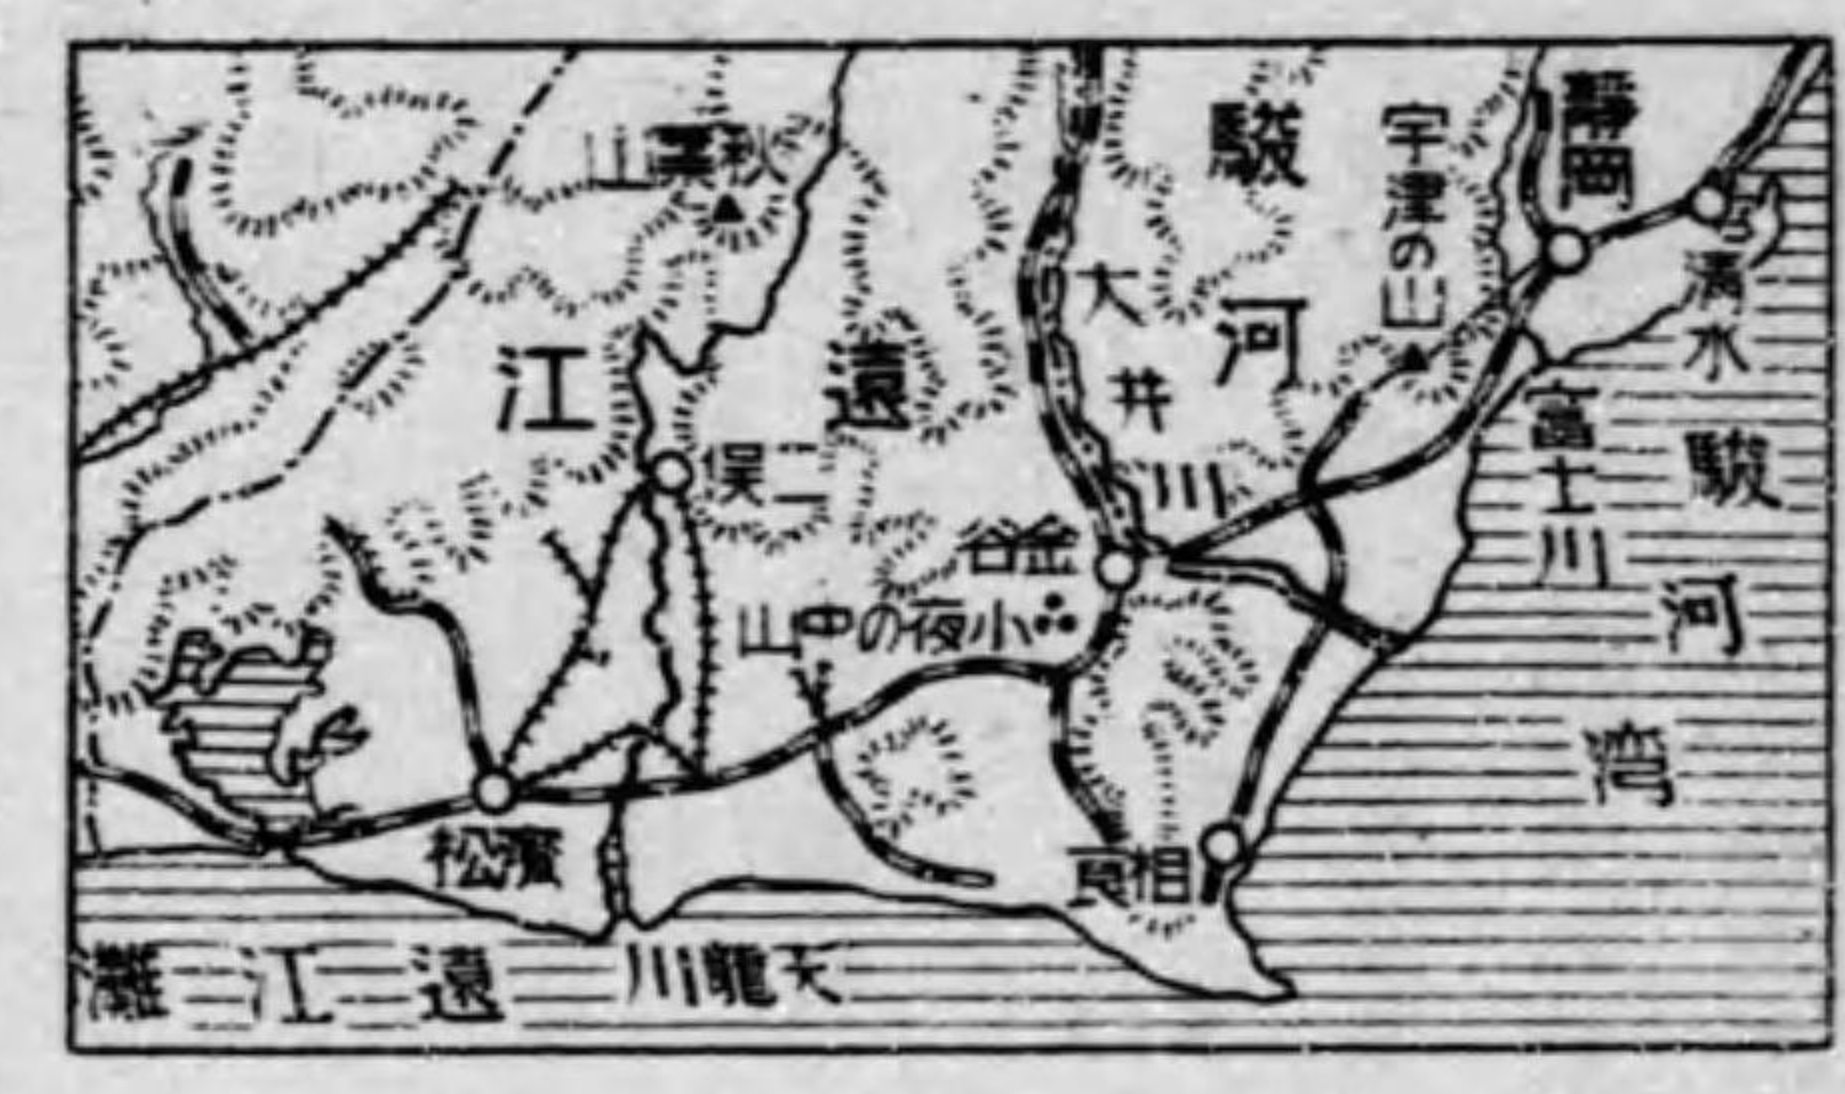 靜岡
清水
宇津の山
駿河
秋葉山
大井川
遠江
二俣
富士川
駿河湾
金谷
小夜の中山
濱松
相良
天龍川
遠江灘